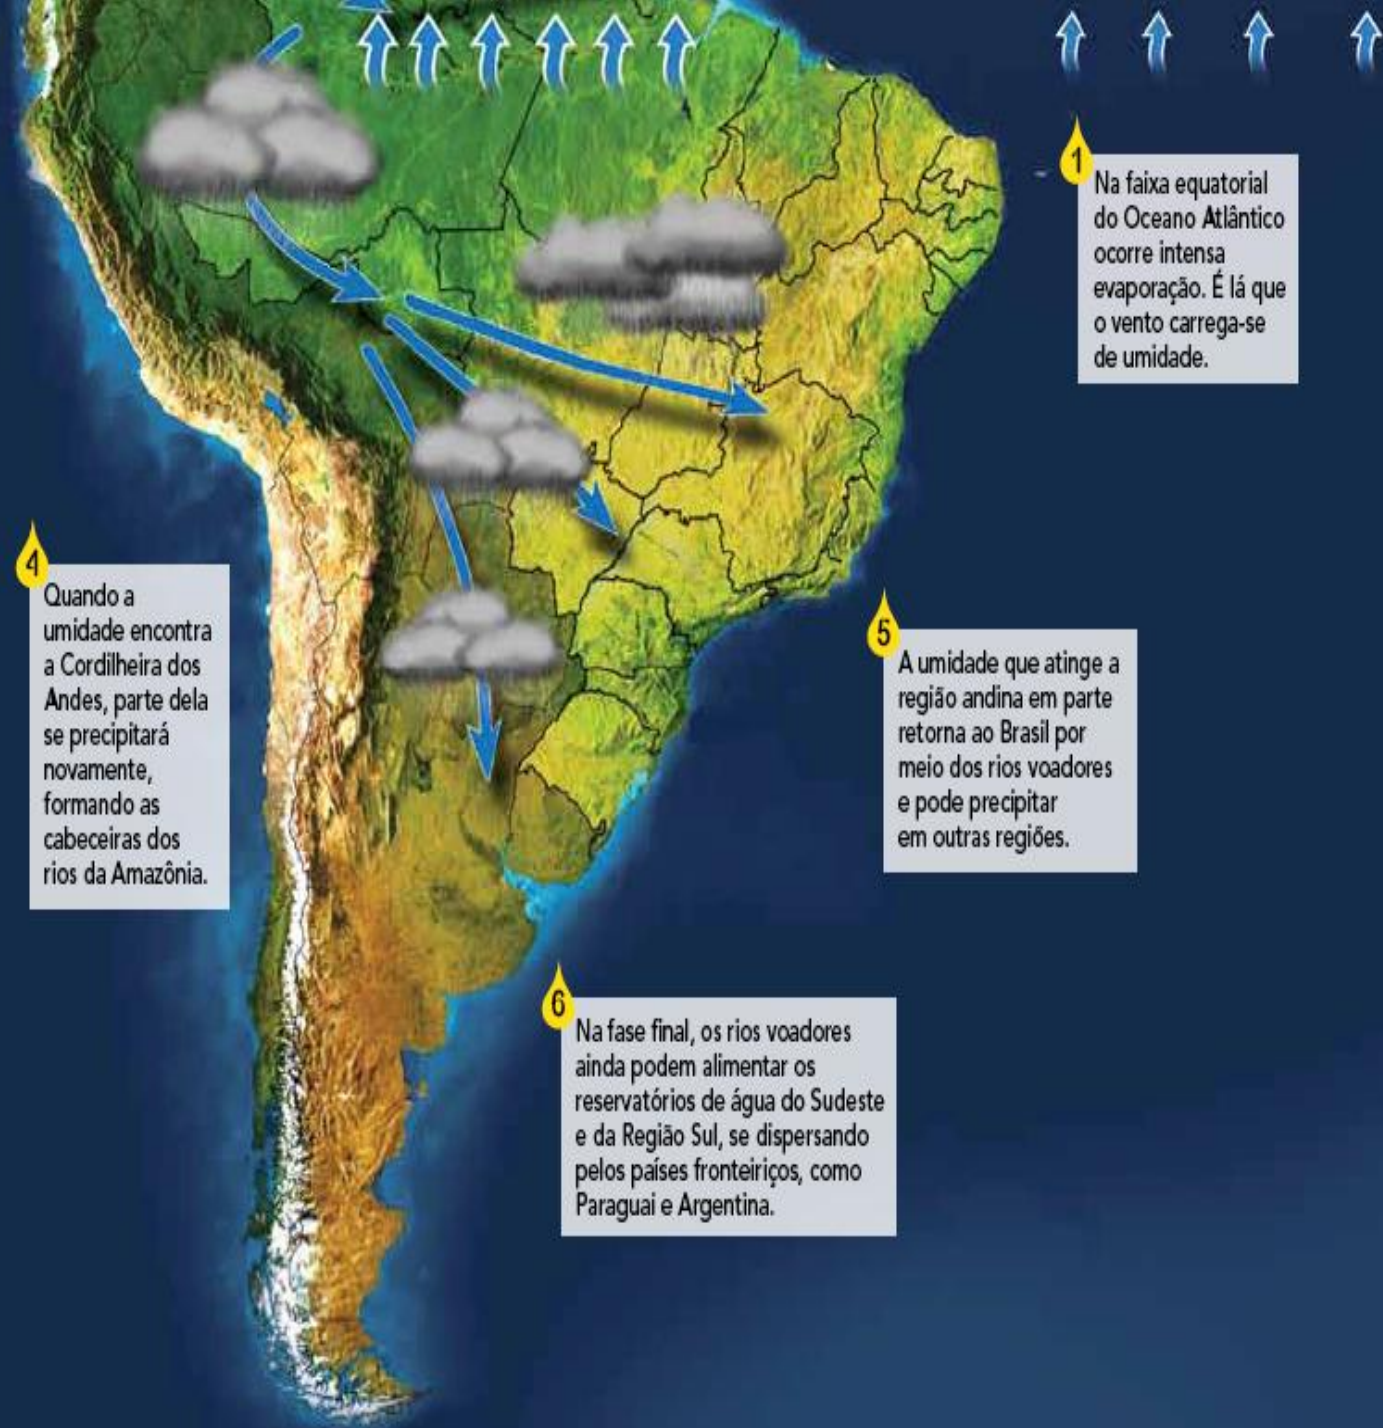 1
Na faixa equatorial
do Oceano Atlântico
ocorre intensa
evaporação. É lá que
o vento carrega-se
de umidade.
4
Quando a
umidade encontra
a Cordilheira dos
Andes, parte dela
se precipitará
novamente,
formando as
cabeceiras dos
rios da Amazônia.
5
A umidade que atinge a
região andina em parte
retorna ao Brasil por
meio dos rios voadores
e pode precipitar
em outras regiões.
6
Na fase final, os rios voadores
ainda podem alimentar os
reservatórios de água do Sudeste
e da Região Sul, se dispersando
pelos países fronteiriços, como
Paraguai e Argentina.